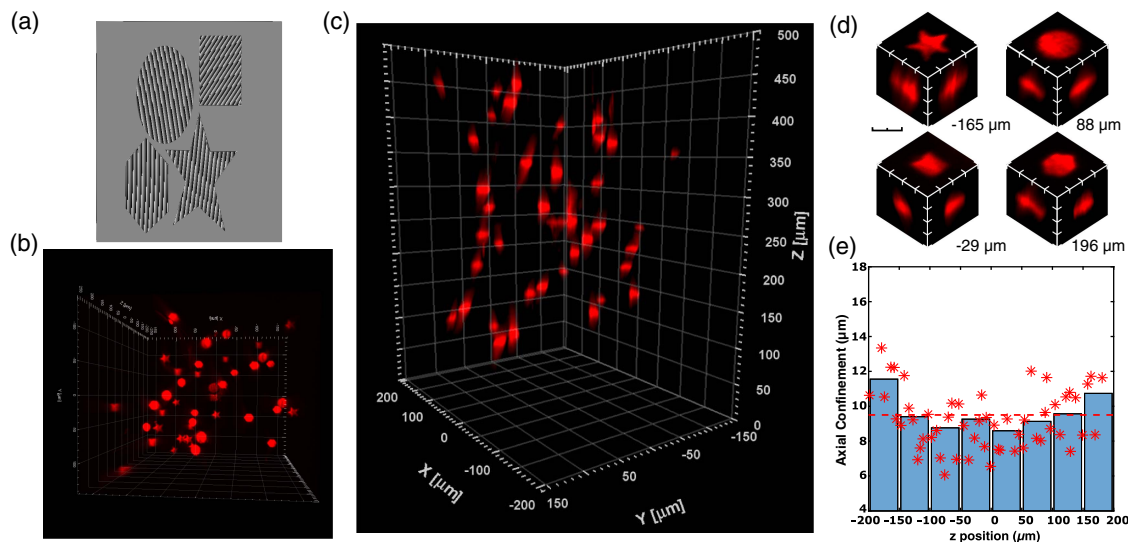 (a)
(b)
(c)
500
450
400
350
300
250
200
150
100
50
0
Z [µm]
200
100
0
-100
-200
X [µm]
150
50
-50
-150
Y [µm]
(d)
-165 µm
88 µm
-29 µm
196 µm
(e)
18
16
14
12
10
8
6
4
Axial Confinement (µm)
-200 -150 -100 -50 0 50 100 150 200
z position (µm)